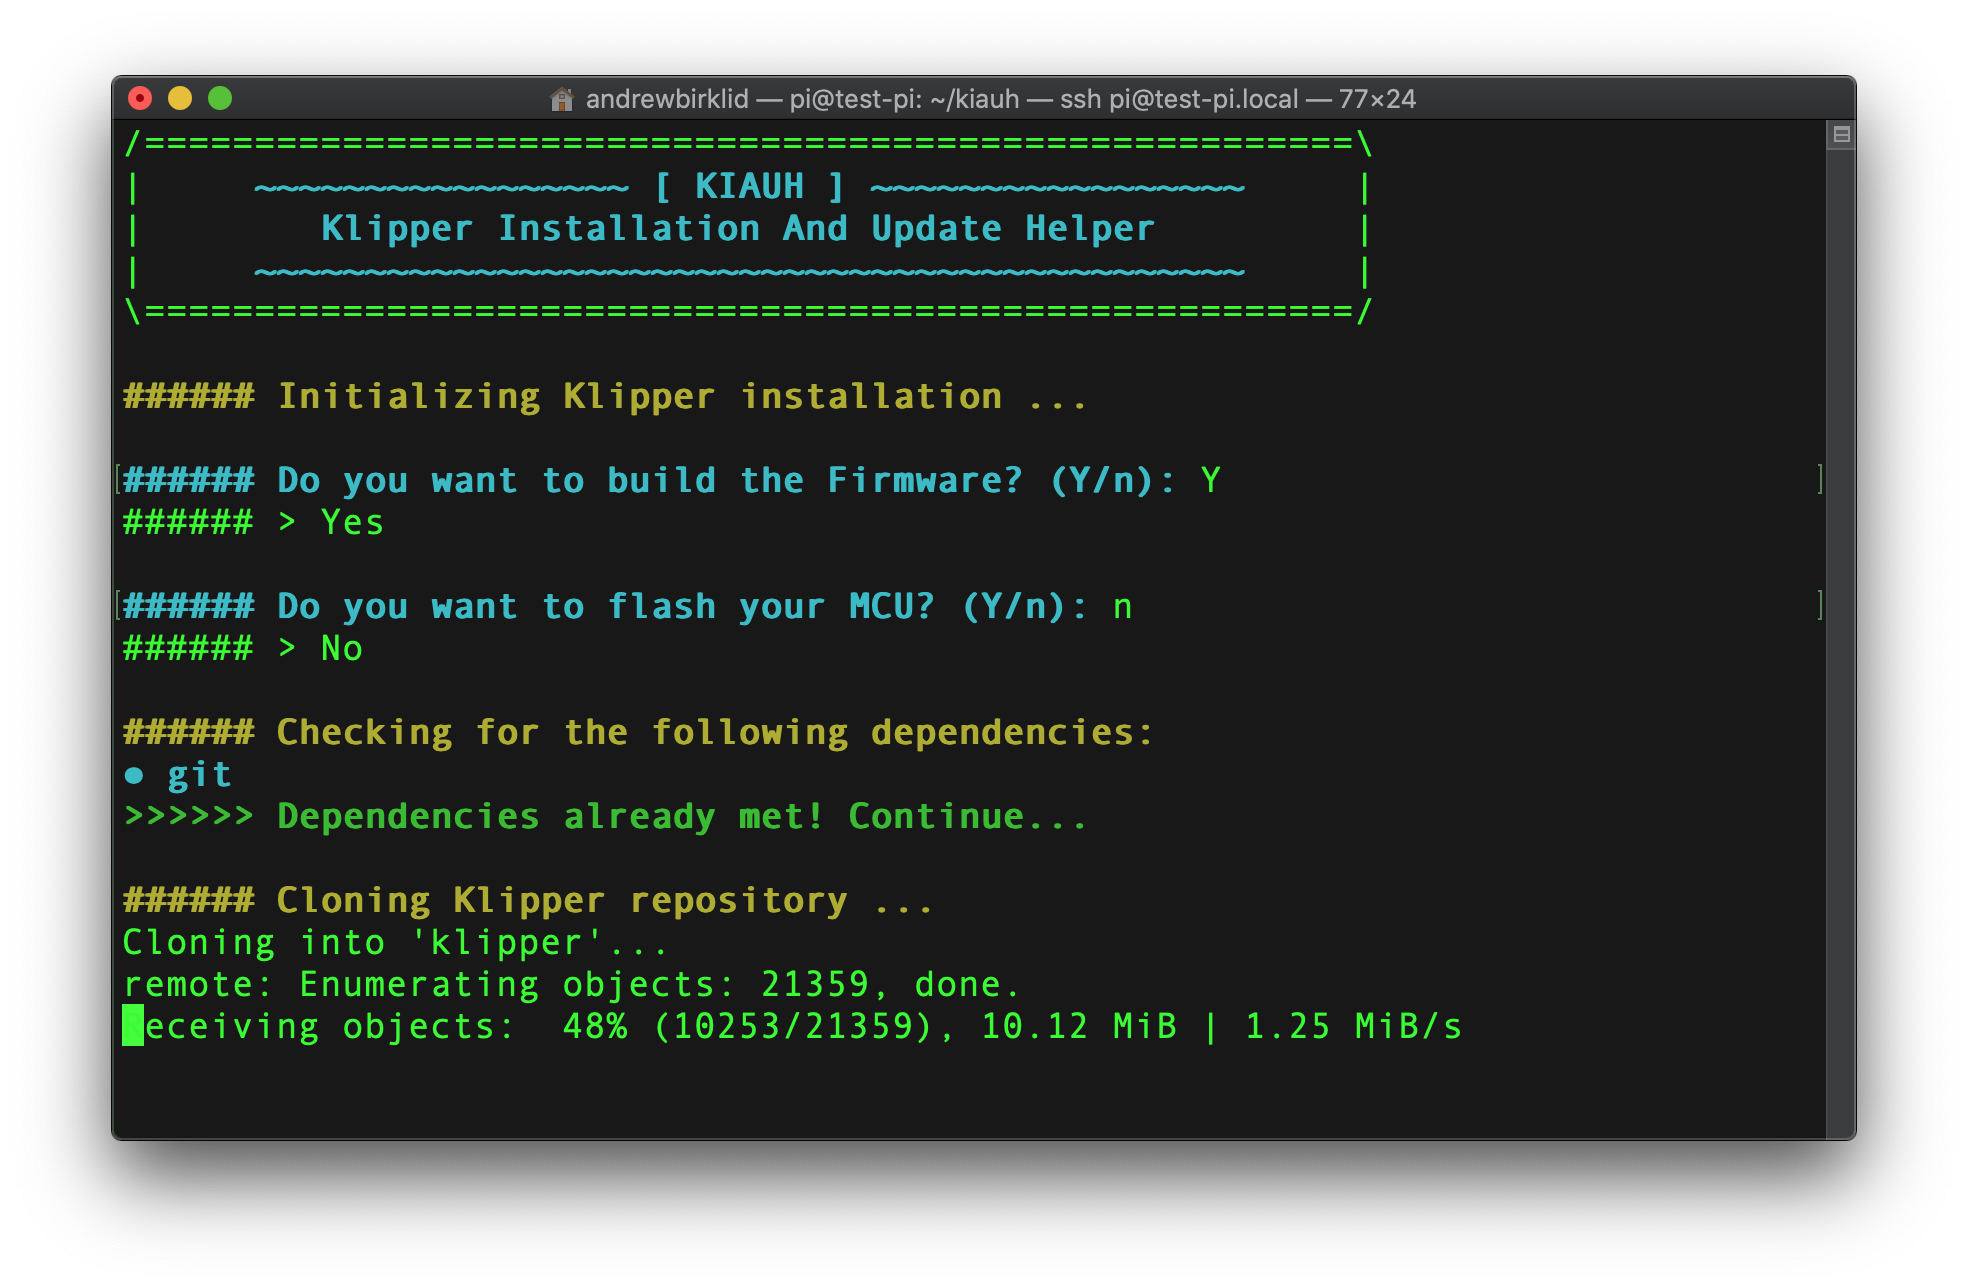 andrewbirklid — pi@test-pi: ~/kiauh — ssh pi@test-pi.local — 77×24
/=======================================================\
|     ~~~~~~~~~~~~~~~~~ [ KIAUH ] ~~~~~~~~~~~~~~~~~     |
|        Klipper Installation And Update Helper         |
|     ~~~~~~~~~~~~~~~~~~~~~~~~~~~~~~~~~~~~~~~~~~~~~     |
\=======================================================/
###### Initializing Klipper installation ...
[###### Do you want to build the Firmware? (Y/n): Y ]
###### > Yes
[###### Do you want to flash your MCU? (Y/n): n ]
###### > No
###### Checking for the following dependencies:
● git
>>>>>> Dependencies already met! Continue...
###### Cloning Klipper repository ...
Cloning into 'klipper'...
remote: Enumerating objects: 21359, done.
Receiving objects:  48% (10253/21359), 10.12 MiB | 1.25 MiB/s